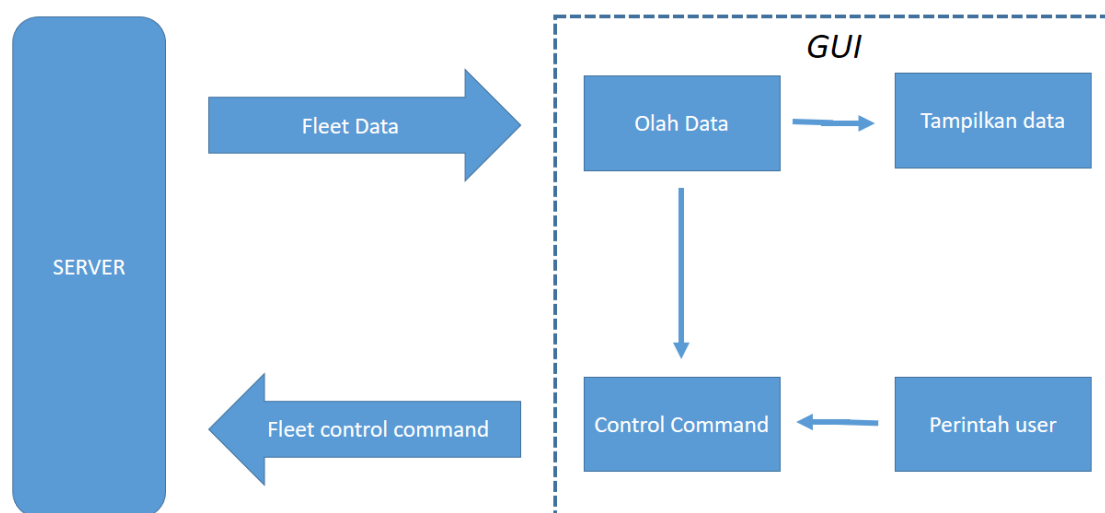 GUI
SERVER
Fleet Data
Olah Data
Tampilkan data
Fleet control command
Control Command
Perintah user